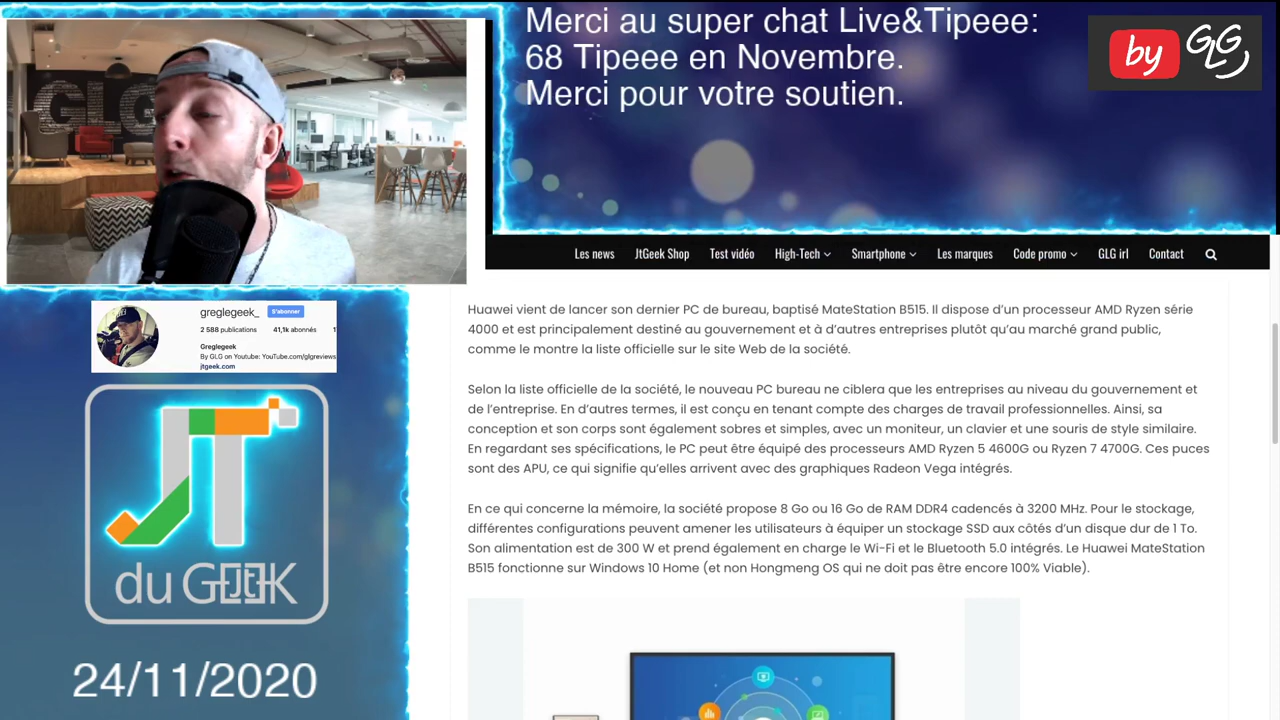 Merci au super chat Live&Tipeee:
68 Tipeee en Novembre.
Merci pour votre soutien.
by GLG
GLG
Les news JtGeek Shop Test vidéo High-Tech Smartphone Les marques Code promo GLG irl Contact
greglegeek_ S'abonner
2 588 publications 41,1k abonnés 1
Greglegeek
By GLG on Youtube: YouTube.com/glgreviews
jtgeek.com
JT
du GEEK
Jt
24/11/2020
Huawei vient de lancer son dernier PC de bureau, baptisé MateStation B515. Il dispose d'un processeur AMD Ryzen série
4000 et est principalement destiné au gouvernement et à d'autres entreprises plutôt qu'au marché grand public,
comme le montre la liste officielle sur le site Web de la société.
Selon la liste officielle de la société, le nouveau PC bureau ne ciblera que les entreprises au niveau du gouvernement et
de l'entreprise. En d'autres termes, il est conçu en tenant compte des charges de travail professionnelles. Ainsi, sa
conception et son corps sont également sobres et simples, avec un moniteur, un clavier et une souris de style similaire.
En regardant ses spécifications, le PC peut être équipé des processeurs AMD Ryzen 5 4600G ou Ryzen 7 4700G. Ces puces
sont des APU, ce qui signifie qu'elles arrivent avec des graphiques Radeon Vega intégrés.
En ce qui concerne la mémoire, la société propose 8 Go ou 16 Go de RAM DDR4 cadencés à 3200 MHz. Pour le stockage,
différentes configurations peuvent amener les utilisateurs à équiper un stockage SSD aux côtés d'un disque dur de 1 To.
Son alimentation est de 300 W et prend également en charge le Wi-Fi et le Bluetooth 5.0 intégrés. Le Huawei MateStation
B515 fonctionne sur Windows 10 Home (et non Hongmeng OS qui ne doit pas être encore 100% Viable).